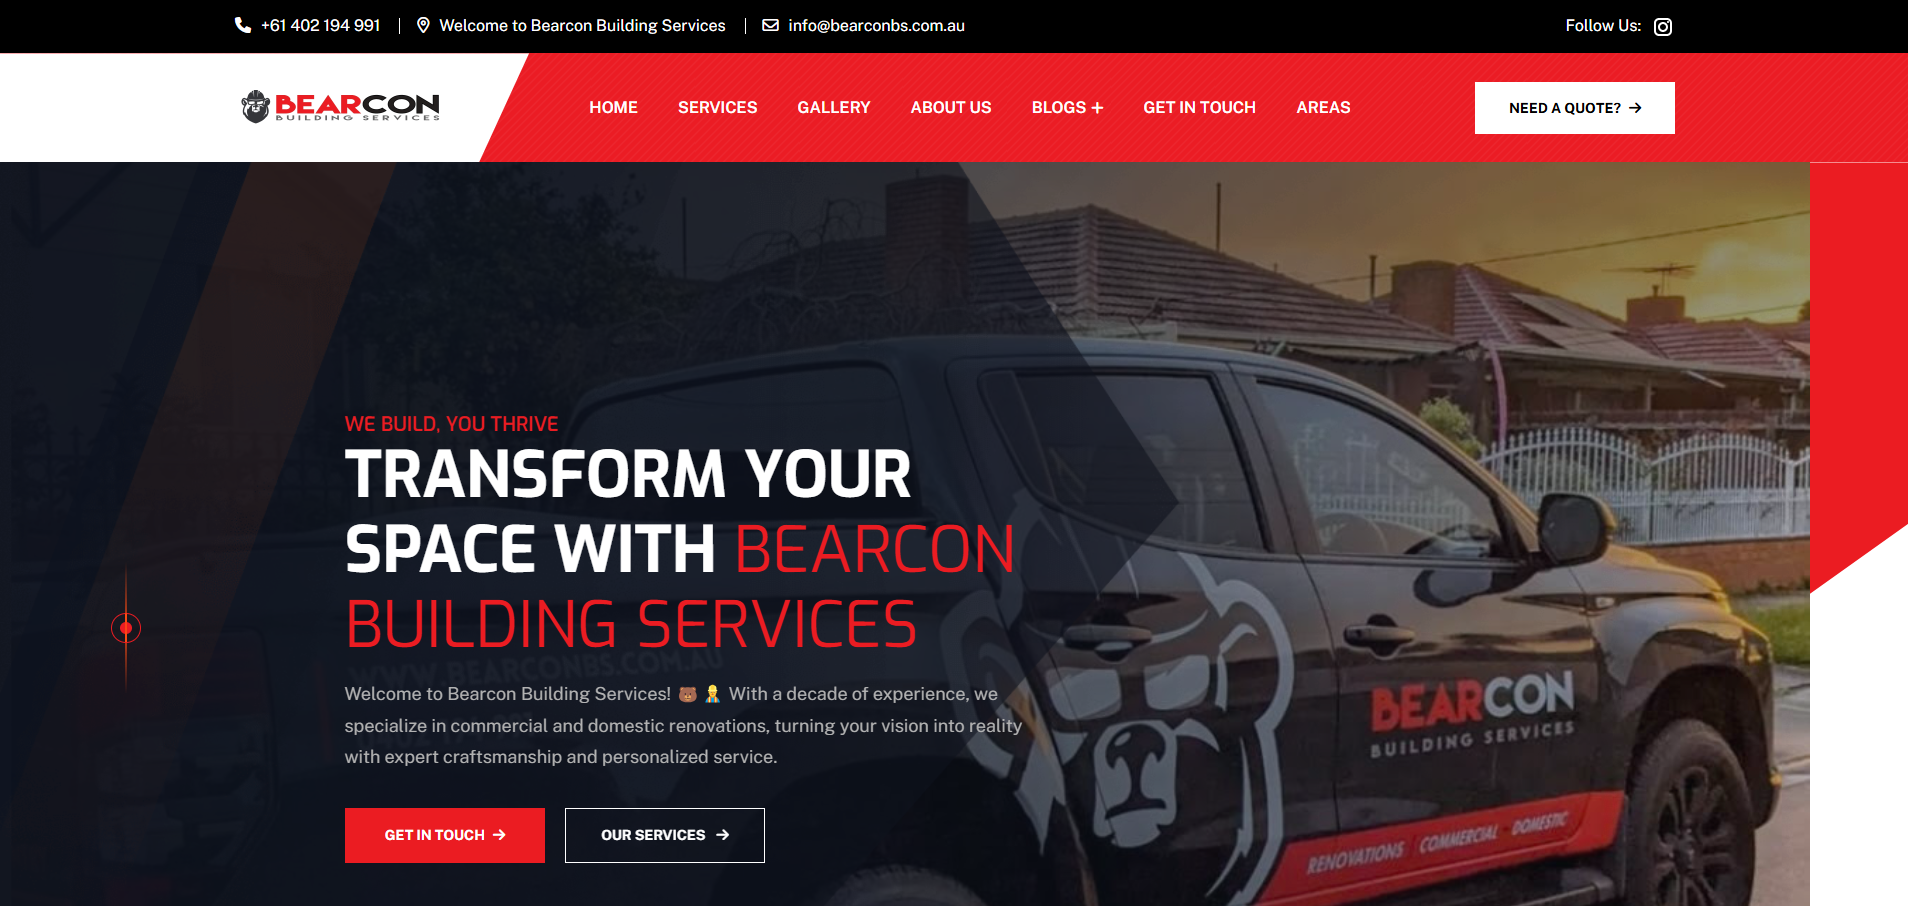 +61 402 194 991 Welcome to Bearcon Building Services info@bearconbs.com.au Follow Us:
BEARCON
BUILDING SERVICES
HOME SERVICES GALLERY ABOUT US BLOGS + GET IN TOUCH AREAS NEED A QUOTE? →
WE BUILD, YOU THRIVE
TRANSFORM YOUR
SPACE WITH BEARCON
BUILDING SERVICES
WWW.BEARCONBS.COM.AU
Welcome to Bearcon Building Services! 🐻 👷 With a decade of experience, we
specialize in commercial and domestic renovations, turning your vision into reality
with expert craftsmanship and personalized service.
GET IN TOUCH → OUR SERVICES →
BEARCON
BUILDING SERVICES
RENOVATIONS COMMERCIAL DOMESTIC